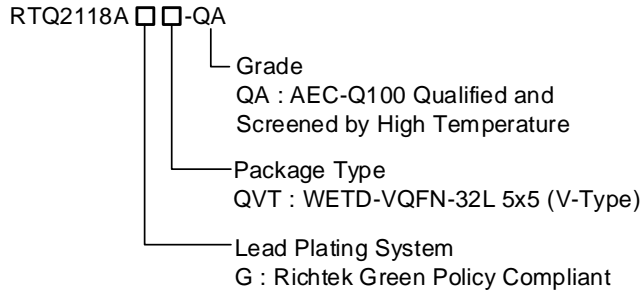 RTQ2118A □ □-QA
Grade
QA : AEC-Q100 Qualified and
Screened by High Temperature
Package Type
QVT : WETD-VQFN-32L 5x5 (V-Type)
Lead Plating System
G : Richtek Green Policy Compliant